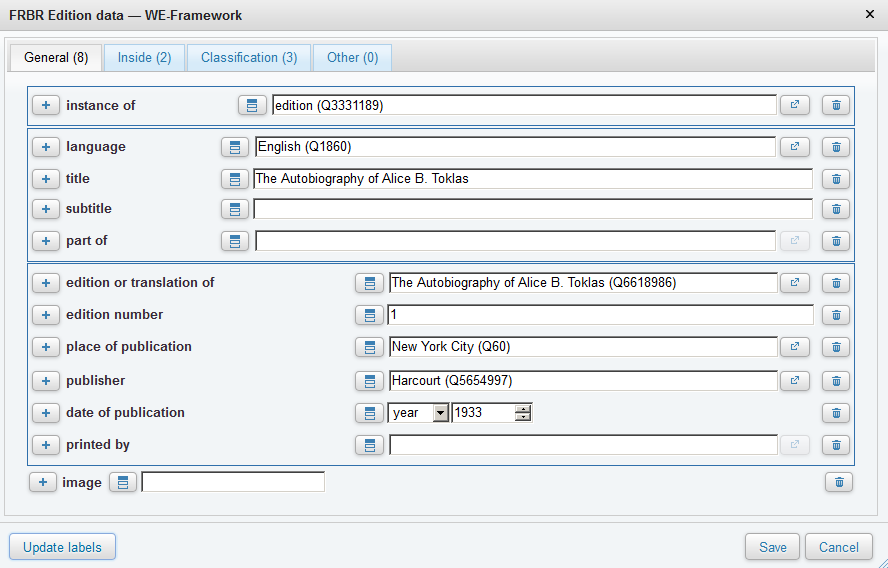 FRBR Edition data — WE-Framework
General (8) Inside (2) Classification (3) Other (0)
instance of edition (Q3331189)
language English (Q1860)
title The Autobiography of Alice B. Toklas
subtitle
part of
edition or translation of The Autobiography of Alice B. Toklas (Q6618986)
edition number 1
place of publication New York City (Q60)
publisher Harcourt (Q5654997)
date of publication year 1933
printed by
image
Update labels Save Cancel